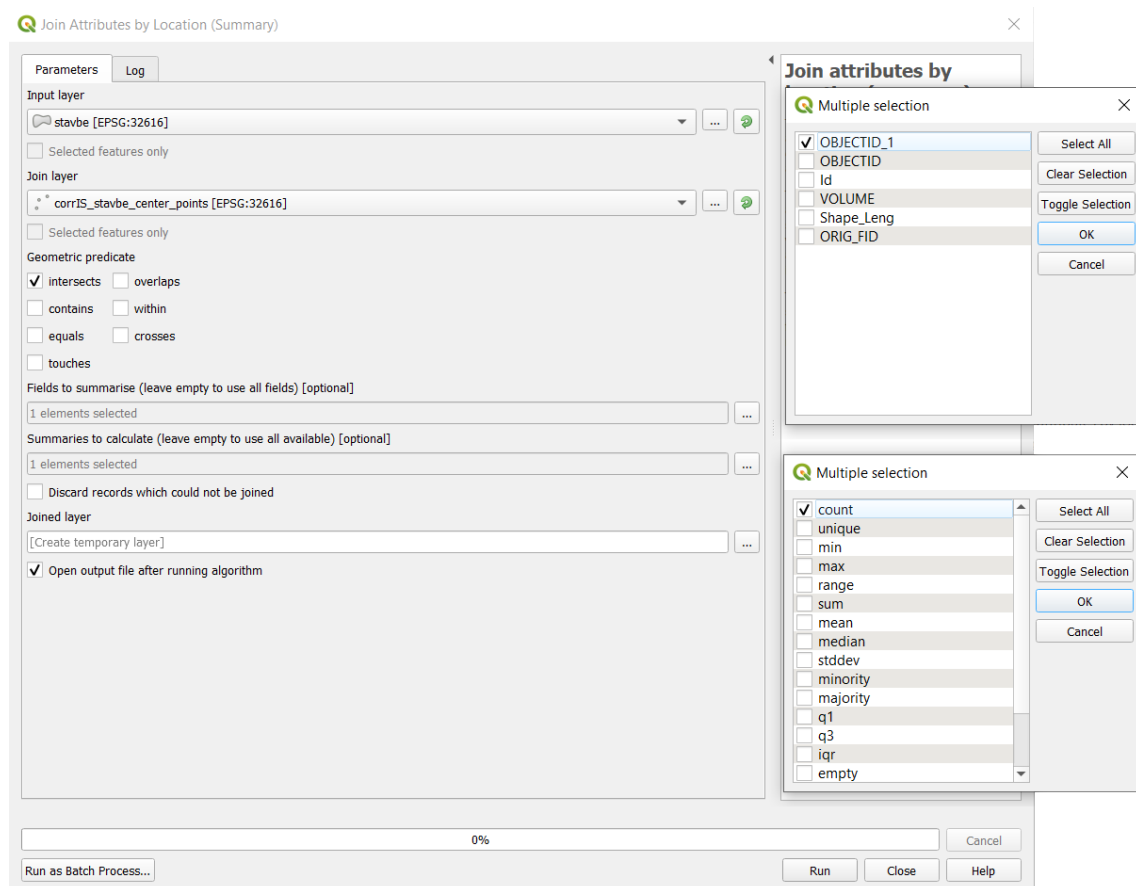 Join Attributes by Location (Summary)
Parameters
Log
Input layer
stavbe [EPSG:32616]
...
Selected features only
Join layer
corrIS_stavbe_center_points [EPSG:32616]
...
Selected features only
Geometric predicate
intersects
overlaps
contains
within
equals
crosses
touches
Fields to summarise (leave empty to use all fields) [optional]
1 elements selected
...
Summaries to calculate (leave empty to use all available) [optional]
1 elements selected
...
Discard records which could not be joined
Joined layer
[Create temporary layer]
...
Open output file after running algorithm
0%
Cancel
Run as Batch Process...
Run
Close
Help
Join attributes by
Multiple selection
OBJECTID_1
OBJECTID
Id
VOLUME
Shape_Leng
ORIG_FID
Select All
Clear Selection
Toggle Selection
OK
Cancel
Multiple selection
count
unique
min
max
range
sum
mean
median
stddev
minority
majority
q1
q3
iqr
empty
Select All
Clear Selection
Toggle Selection
OK
Cancel